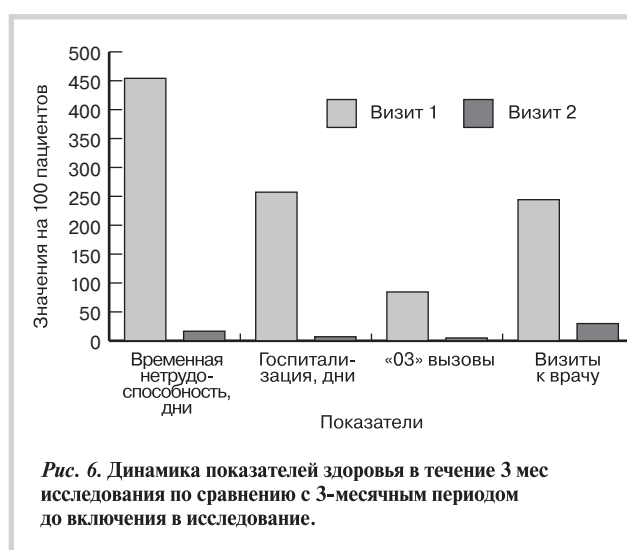 500
450
400
350
300
250
200
150
100
50
0
Значения на 100 пациентов
Визит 1
Визит 2
Временная
нетрудо-
способность,
дни
Госпитали-
зация, дни
«03» вызовы
Визиты
к врачу
Показатели
Рис. 6. Динамика показателей здоровья в течение 3 мес
исследования по сравнению с 3-месячным периодом
до включения в исследование.